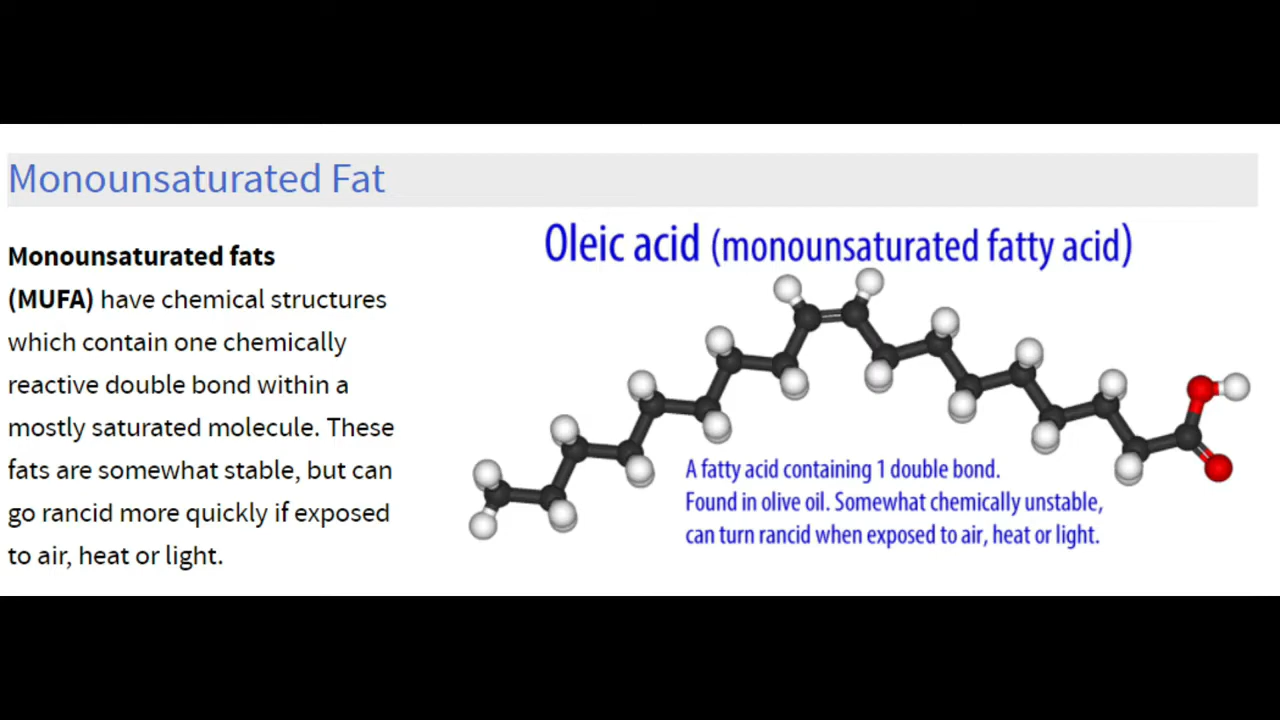 Monounsaturated Fat
Monounsaturated fats
(MUFA) have chemical structures
which contain one chemically
reactive double bond within a
mostly saturated molecule. These
fats are somewhat stable, but can
go rancid more quickly if exposed
to air, heat or light.
Oleic acid (monounsaturated fatty acid)
A fatty acid containing 1 double bond.
Found in olive oil. Somewhat chemically unstable,
can turn rancid when exposed to air, heat or light.